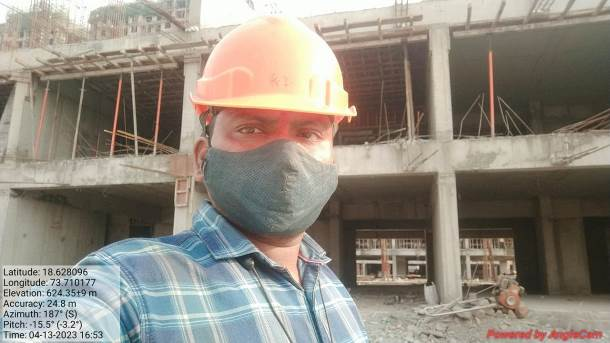 Latitude: 18.628096
Longitude: 73.710177
Elevation: 624.35±9 m
Accuracy: 24.8 m
Azimuth: 187° (S)
Pitch: -15.5° (-3.2°)
Time: 04-13-2023 16:53
Powered by AngleCam